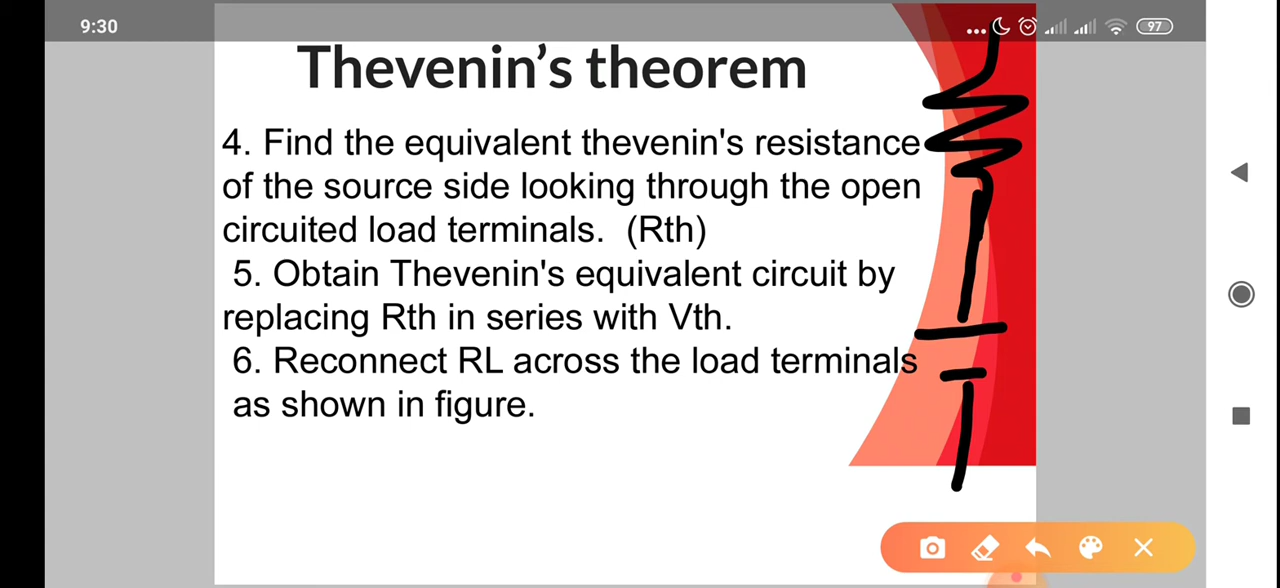 9:30
97
Thevenin's theorem
4. Find the equivalent thevenin's resistance
of the source side looking through the open
circuited load terminals. (Rth)
5. Obtain Thevenin's equivalent circuit by
replacing Rth in series with Vth.
6. Reconnect RL across the load terminals
as shown in figure.